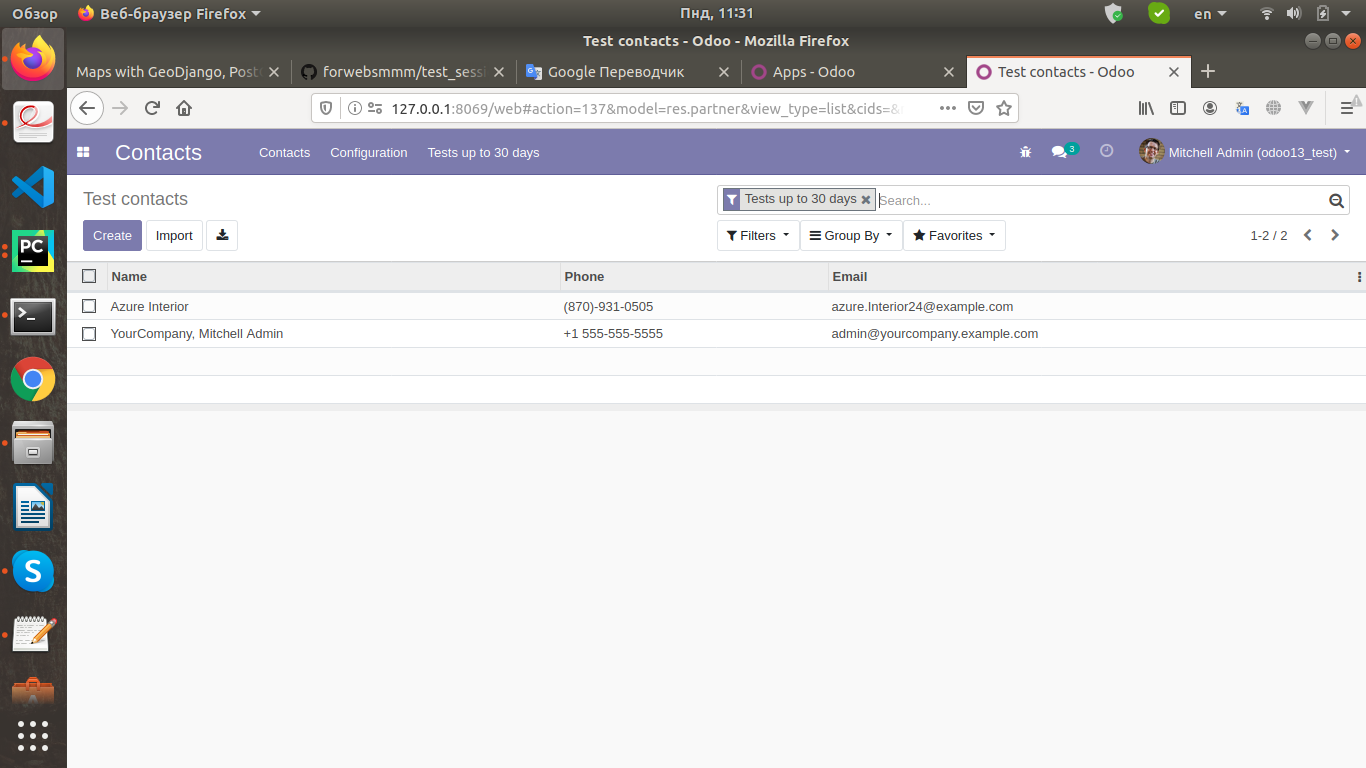 Обзор Веб-браузер Firefox Пнд, 11:31 en
Test contacts - Odoo - Mozilla Firefox
Maps with GeoDjango, Post forwebsmmm/test_sessi Google Переводчик Apps - Odoo Test contacts - Odoo
127.0.0.1:8069/web#action=137&model=res.partner&view_type=list&cids=&
Contacts Contacts Configuration Tests up to 30 days 3 Mitchell Admin (odoo13_test)
Test contacts Tests up to 30 days Search...
Create Import Filters Group By Favorites 1-2 / 2
Name Phone Email
Azure Interior (870)-931-0505 azure.Interior24@example.com
YourCompany, Mitchell Admin +1 555-555-5555 admin@yourcompany.example.com
PC
S